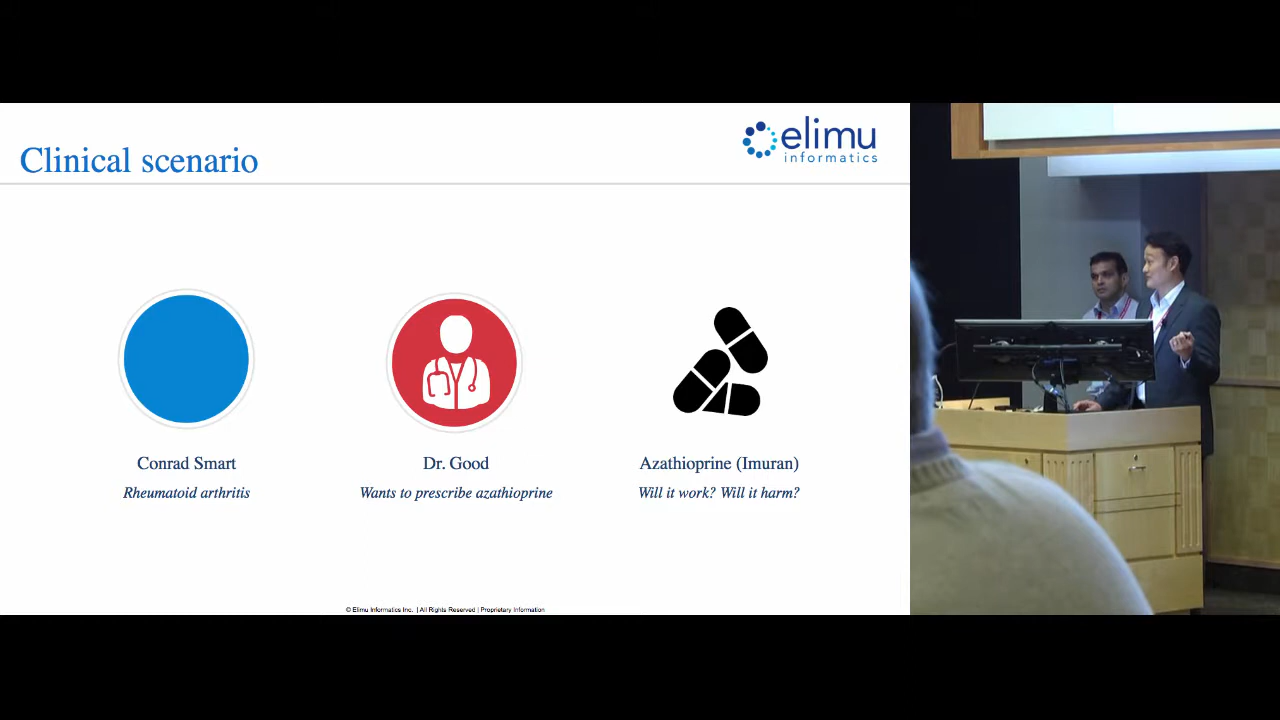 Clinical scenario
elimu
informatics
Conrad Smart
Rheumatoid arthritis
Dr. Good
Wants to prescribe azathioprine
Azathioprine (Imuran)
Will it work? Will it harm?
© Elimu Informatics Inc. | All Rights Reserved | Proprietary Information